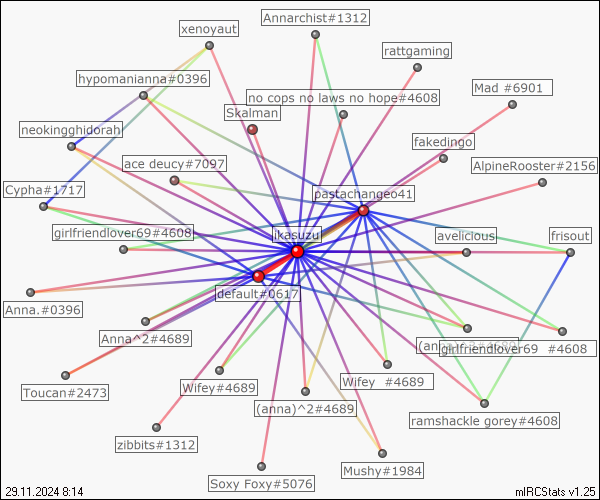 Annarchist#1312
xenoyaut
rattgaming
hypomanianna#0396
Mad #6901
no cops no laws no hope#4608
Skalman
neokingghidorah
fakedingo
ace deucy#7097
AlpineRooster#2156
Cypha#1717
pastachangeo41
girlfriendlover69#4608
ikasuzu
avelicious
frisout
default#0617
Anna.#0396
Anna^2#4689
girlfriendlover69 #4608
Toucan#2473
Wifey#4689
Wifey #4689
(anna)^2#4689
ramshackle gorey#4608
zibbits#1312
Mushy#1984
Soxy Foxy#5076
29.11.2024 8:14
mIRCStats v1.25